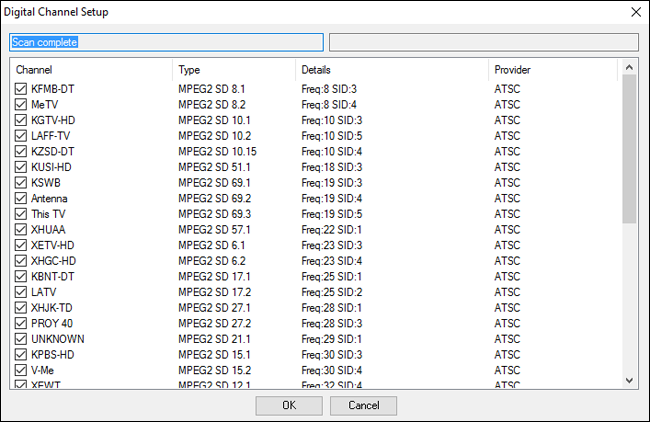 Digital Channel Setup
Scan complete
Channel Type Details Provider
KFMB-DT MPEG2 SD 8.1 Freq:8 SID:3 ATSC
MeTV MPEG2 SD 8.2 Freq:8 SID:4 ATSC
KGTV-HD MPEG2 SD 10.1 Freq:10 SID:3 ATSC
LAFF-TV MPEG2 SD 10.2 Freq:10 SID:5 ATSC
KZSD-DT MPEG2 SD 10.15 Freq:10 SID:4 ATSC
KUSI-HD MPEG2 SD 51.1 Freq:18 SID:3 ATSC
KSWB MPEG2 SD 69.1 Freq:19 SID:3 ATSC
Antenna MPEG2 SD 69.2 Freq:19 SID:4 ATSC
This TV MPEG2 SD 69.3 Freq:19 SID:5 ATSC
XHUAA MPEG2 SD 57.1 Freq:22 SID:1 ATSC
XETV-HD MPEG2 SD 6.1 Freq:23 SID:3 ATSC
XHGC-HD MPEG2 SD 6.2 Freq:23 SID:4 ATSC
KBNT-DT MPEG2 SD 17.1 Freq:25 SID:1 ATSC
LATV MPEG2 SD 17.2 Freq:25 SID:2 ATSC
XHJK-TD MPEG2 SD 27.1 Freq:28 SID:1 ATSC
PROY 40 MPEG2 SD 27.2 Freq:28 SID:3 ATSC
UNKNOWN MPEG2 SD 21.1 Freq:29 SID:1 ATSC
KPBS-HD MPEG2 SD 15.1 Freq:30 SID:3 ATSC
V-Me MPEG2 SD 15.2 Freq:30 SID:4 ATSC
XEWT MPEG2 SD 12.1 Freq:32 SID:4 ATSC
OK Cancel